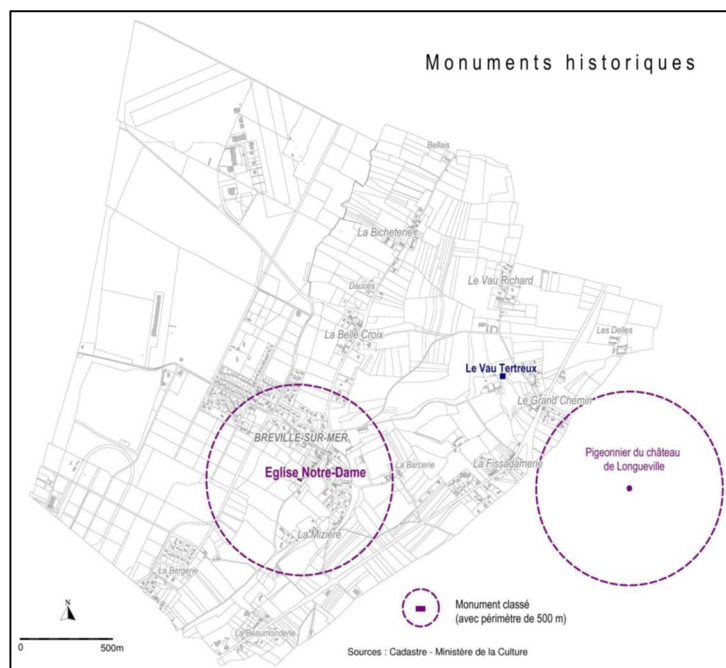 Monuments historiques
Bellais
La Bicheterie
Le Vau Richard
Daucés
La Belle Croix
Les Delles
Le Vau Tertreux
Le Grand Chemin
BREVILLE-SUR-MER
Eglise Notre-Dame
La Barcerie
La Fissadamerie
Pigeonnier du château
de Longueville
La Mizière
La Bergerie
La Beaumonderie
N
0
500m
Monument classé
(avec périmètre de 500 m)
Sources : Cadastre - Ministère de la Culture